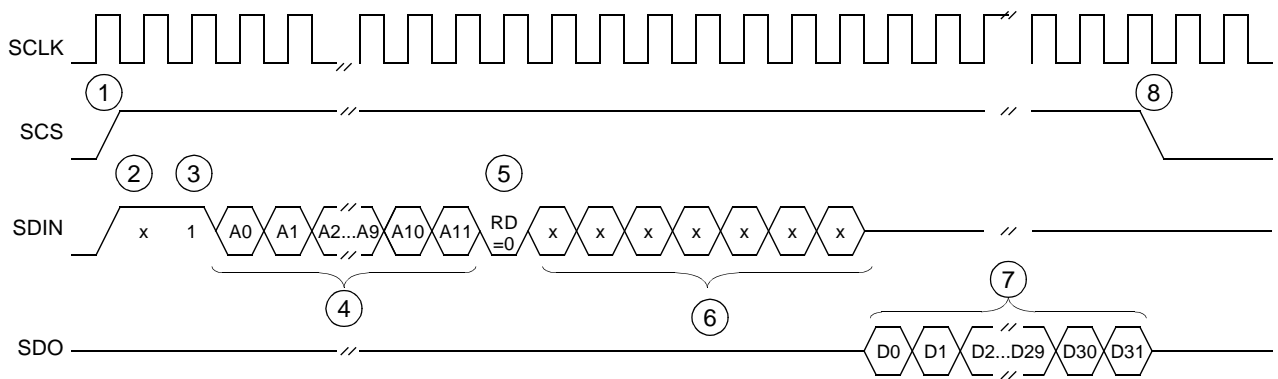 SCLK
1 8
SCS
2 3 5
SDIN x 1 A0 A1 A2...A9 A10 A11 RD =0 x x x x x x x
4 6 7
SDO D0 D1 D2...D29 D30 D31